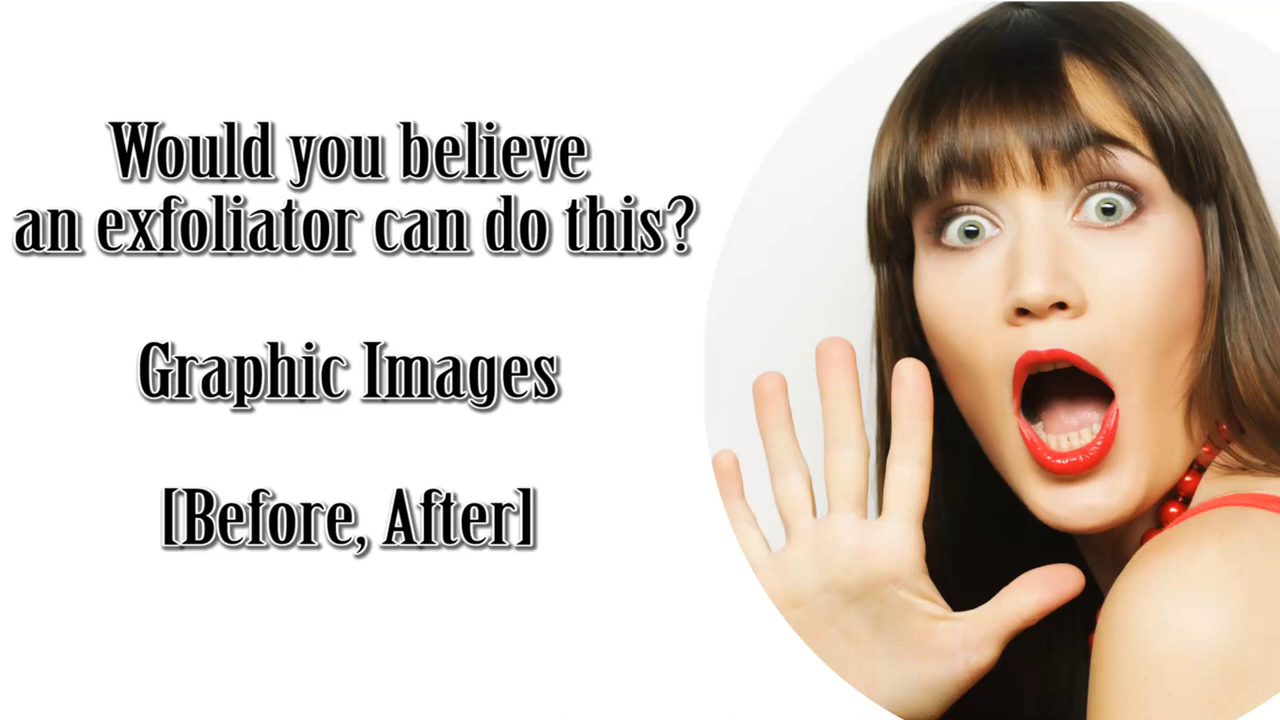 Would you believe
an exfoliator can do this?
Graphic Images
[Before, After]